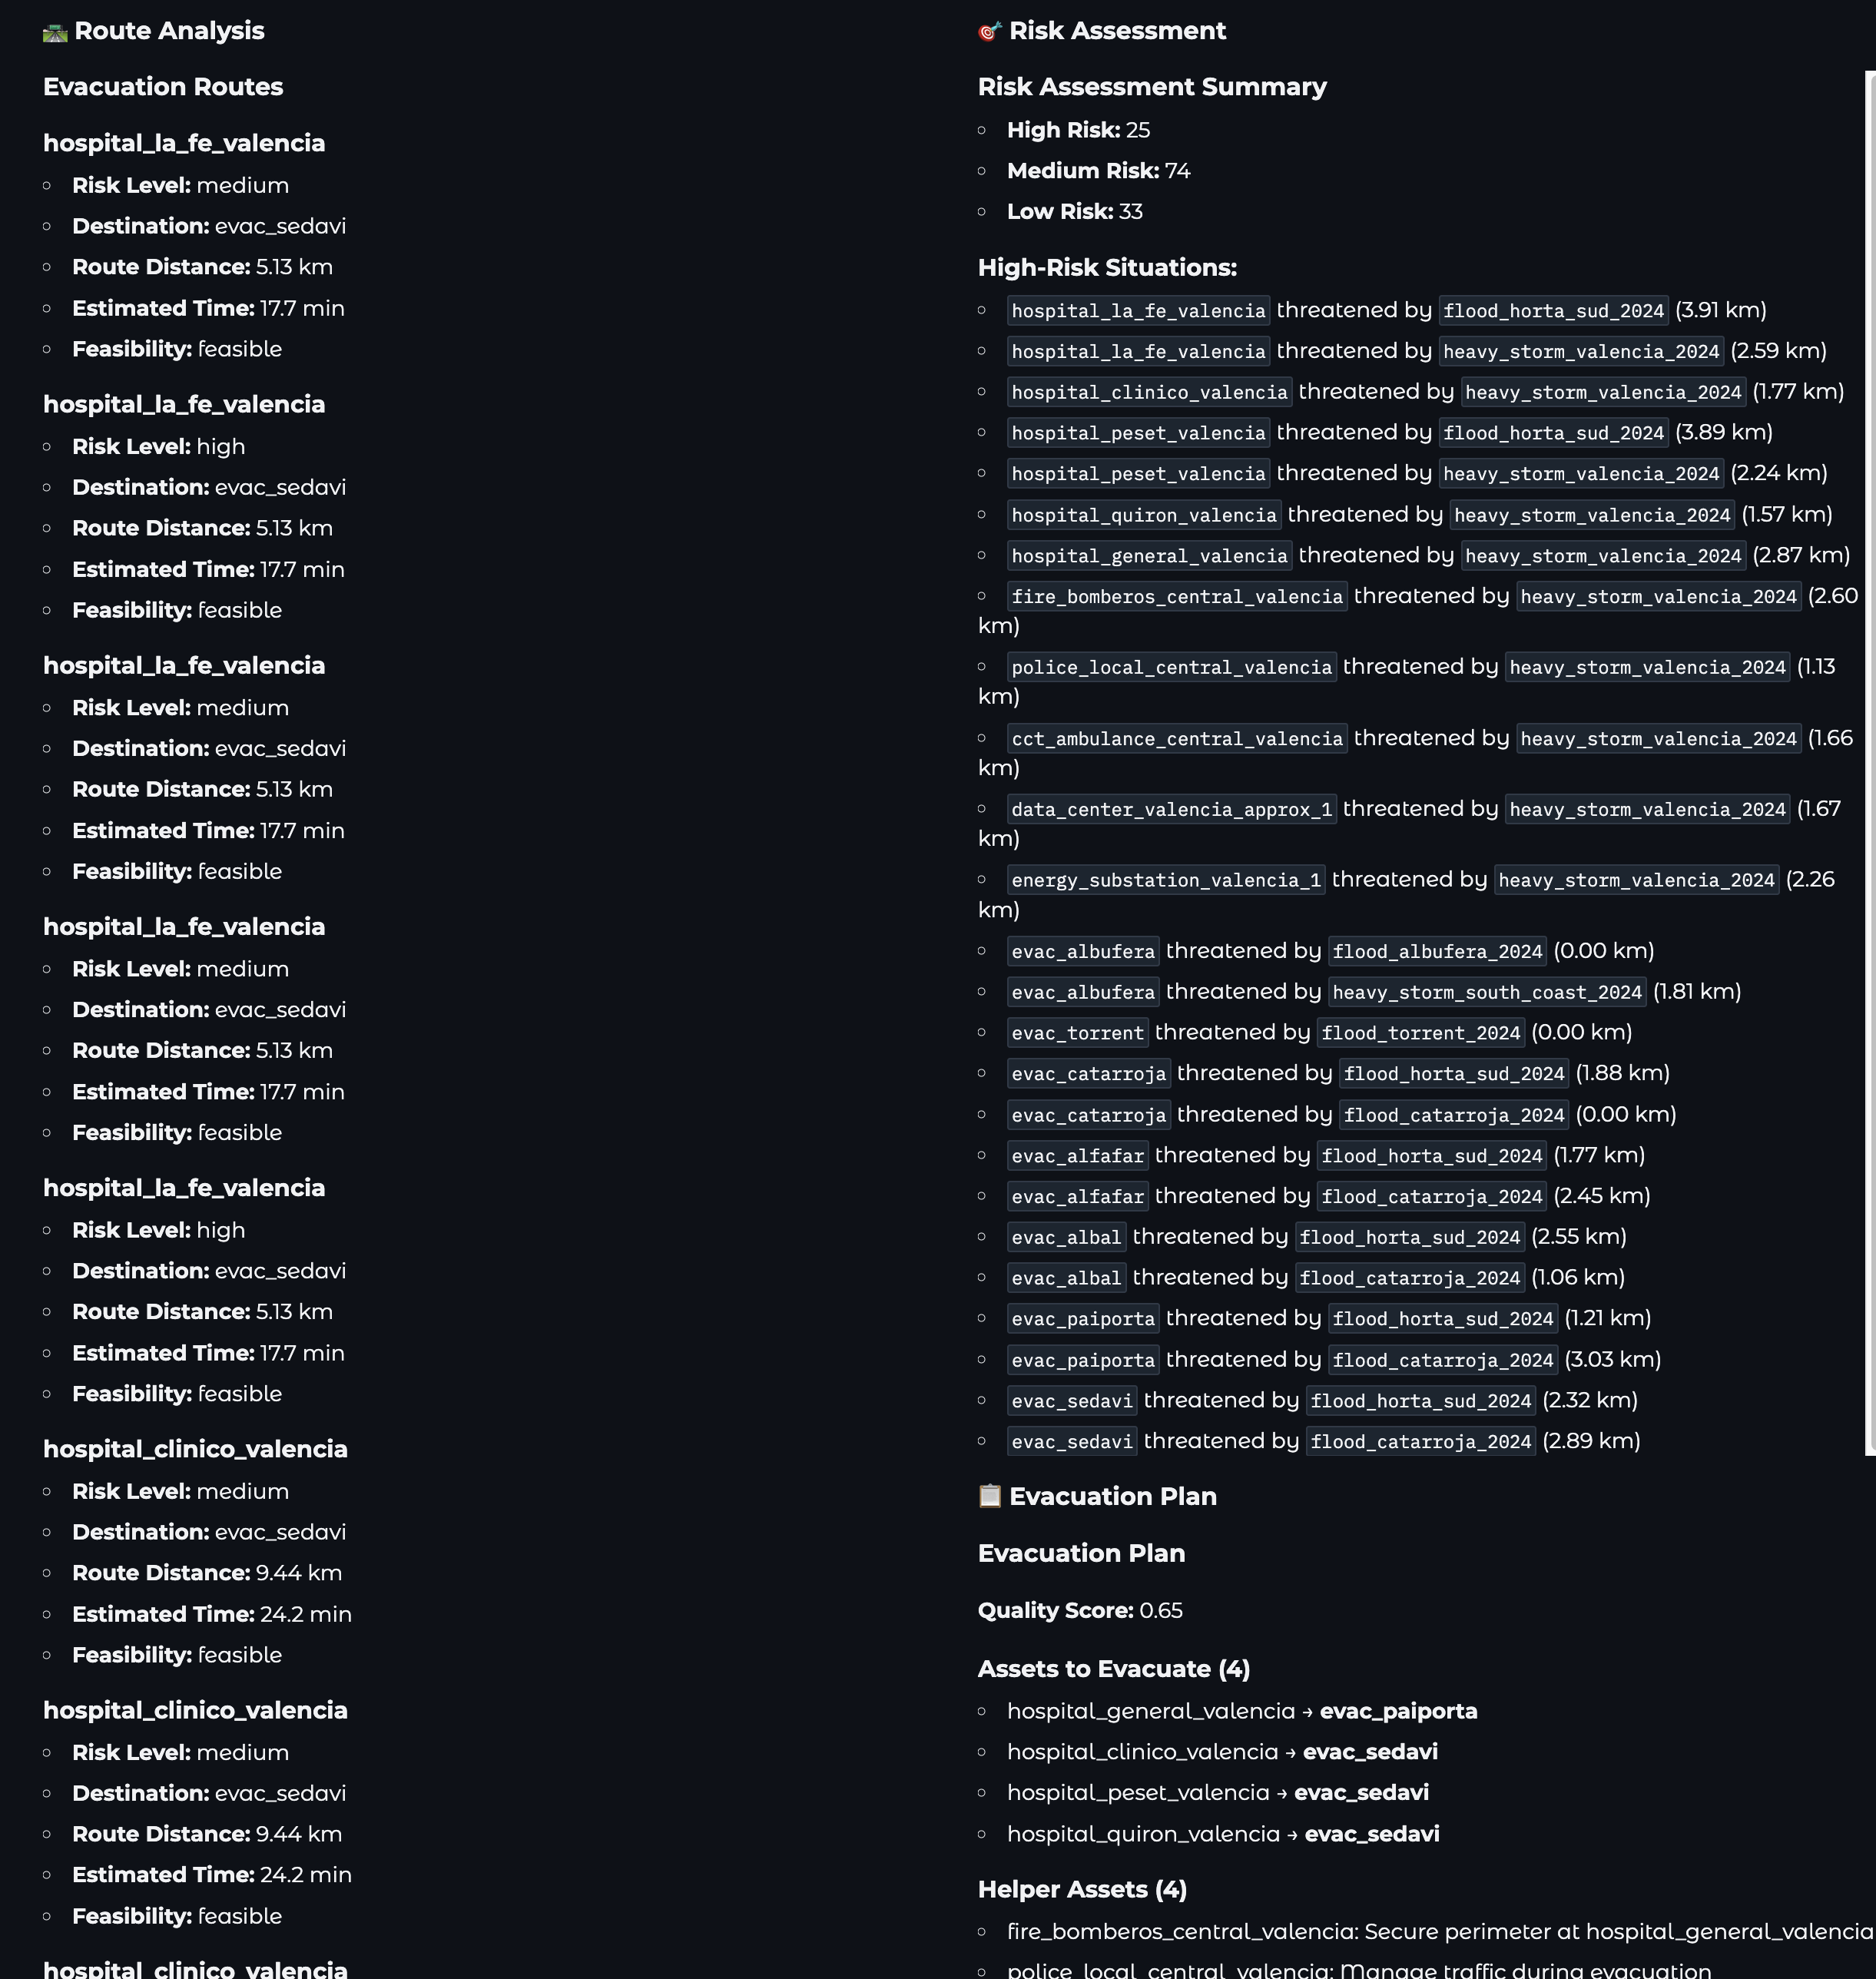 Route Analysis
Evacuation Routes
hospital_la_fe_valencia
Risk Level: medium
Destination: evac_sedavi
Route Distance: 5.13 km
Estimated Time: 17.7 min
Feasibility: feasible
hospital_la_fe_valencia
Risk Level: high
Destination: evac_sedavi
Route Distance: 5.13 km
Estimated Time: 17.7 min
Feasibility: feasible
hospital_la_fe_valencia
Risk Level: medium
Destination: evac_sedavi
Route Distance: 5.13 km
Estimated Time: 17.7 min
Feasibility: feasible
hospital_la_fe_valencia
Risk Level: medium
Destination: evac_sedavi
Route Distance: 5.13 km
Estimated Time: 17.7 min
Feasibility: feasible
hospital_la_fe_valencia
Risk Level: high
Destination: evac_sedavi
Route Distance: 5.13 km
Estimated Time: 17.7 min
Feasibility: feasible
hospital_clinico_valencia
Risk Level: medium
Destination: evac_sedavi
Route Distance: 9.44 km
Estimated Time: 24.2 min
Feasibility: feasible
hospital_clinico_valencia
Risk Level: medium
Destination: evac_sedavi
Route Distance: 9.44 km
Estimated Time: 24.2 min
Feasibility: feasible
hospital_clinico_valencia
Risk Assessment
Risk Assessment Summary
High Risk: 25
Medium Risk: 74
Low Risk: 33
High-Risk Situations:
hospital_la_fe_valencia threatened by flood_horta_sud_2024 (3.91 km)
hospital_la_fe_valencia threatened by heavy_storm_valencia_2024 (2.59 km)
hospital_clinico_valencia threatened by heavy_storm_valencia_2024 (1.77 km)
hospital_peset_valencia threatened by flood_horta_sud_2024 (3.89 km)
hospital_peset_valencia threatened by heavy_storm_valencia_2024 (2.24 km)
hospital_quiron_valencia threatened by heavy_storm_valencia_2024 (1.57 km)
hospital_general_valencia threatened by heavy_storm_valencia_2024 (2.87 km)
fire_bomberos_central_valencia threatened by heavy_storm_valencia_2024 (2.60
km)
police_local_central_valencia threatened by heavy_storm_valencia_2024 (1.13
km)
cct_ambulance_central_valencia threatened by heavy_storm_valencia_2024 (1.66
km)
data_center_valencia_approx_1 threatened by heavy_storm_valencia_2024 (1.67
km)
energy_substation_valencia_1 threatened by heavy_storm_valencia_2024 (2.26
km)
evac_albufera threatened by flood_albufera_2024 (0.00 km)
evac_albufera threatened by heavy_storm_south_coast_2024 (1.81 km)
evac_torrent threatened by flood_torrent_2024 (0.00 km)
evac_catarroja threatened by flood_horta_sud_2024 (1.88 km)
evac_catarroja threatened by flood_catarroja_2024 (0.00 km)
evac_alfafar threatened by flood_horta_sud_2024 (1.77 km)
evac_alfafar threatened by flood_catarroja_2024 (2.45 km)
evac_albal threatened by flood_horta_sud_2024 (2.55 km)
evac_albal threatened by flood_catarroja_2024 (1.06 km)
evac_paiporta threatened by flood_horta_sud_2024 (1.21 km)
evac_paiporta threatened by flood_catarroja_2024 (3.03 km)
evac_sedavi threatened by flood_horta_sud_2024 (2.32 km)
evac_sedavi threatened by flood_catarroja_2024 (2.89 km)
Evacuation Plan
Evacuation Plan
Quality Score: 0.65
Assets to Evacuate (4)
hospital_general_valencia → evac_paiporta
hospital_clinico_valencia → evac_sedavi
hospital_peset_valencia → evac_sedavi
hospital_quiron_valencia → evac_sedavi
Helper Assets (4)
fire_bomberos_central_valencia: Secure perimeter at hospital_general_valencia
police_local_central_valencia: Manage traffic during evacuation